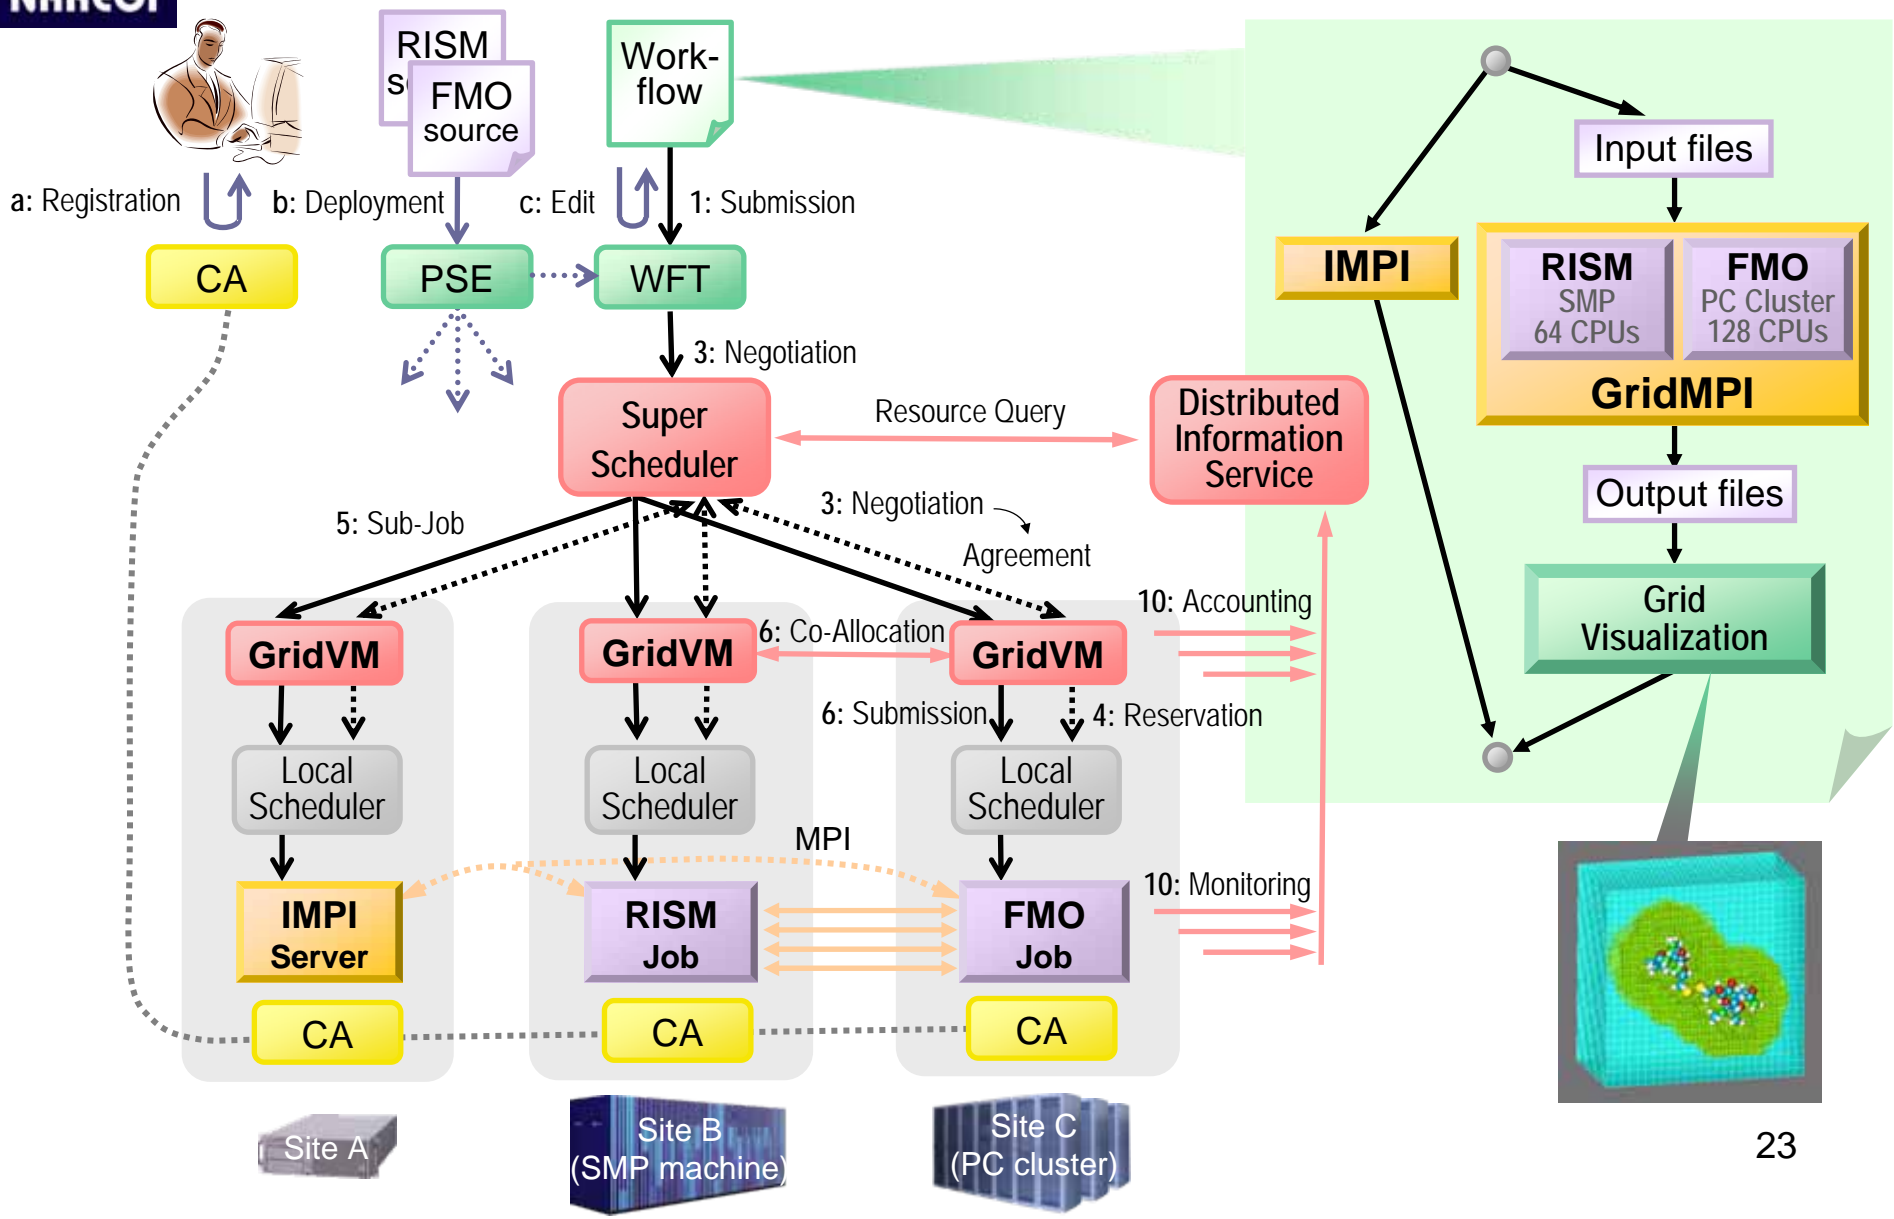 RISM
FMO
source
Work-
flow
a: Registration
b: Deployment
c: Edit
1: Submission
CA
PSE
WFT
3: Negotiation
Super
Scheduler
Resource Query
Distributed
Information
Service
5: Sub-Job
3: Negotiation
Agreement
GridVM
GridVM
6: Co-Allocation
GridVM
10: Accounting
6: Submission
4: Reservation
Local
Scheduler
Local
Scheduler
Local
Scheduler
MPI
IMPI
Server
RISM
Job
FMO
Job
10: Monitoring
CA
CA
CA
Site A
Site B
(SMP machine)
Site C
(PC cluster)
Input files
IMPI
RISM
SMP
64 CPUs
FMO
PC Cluster
128 CPUs
GridMPI
Output files
Grid
Visualization
23